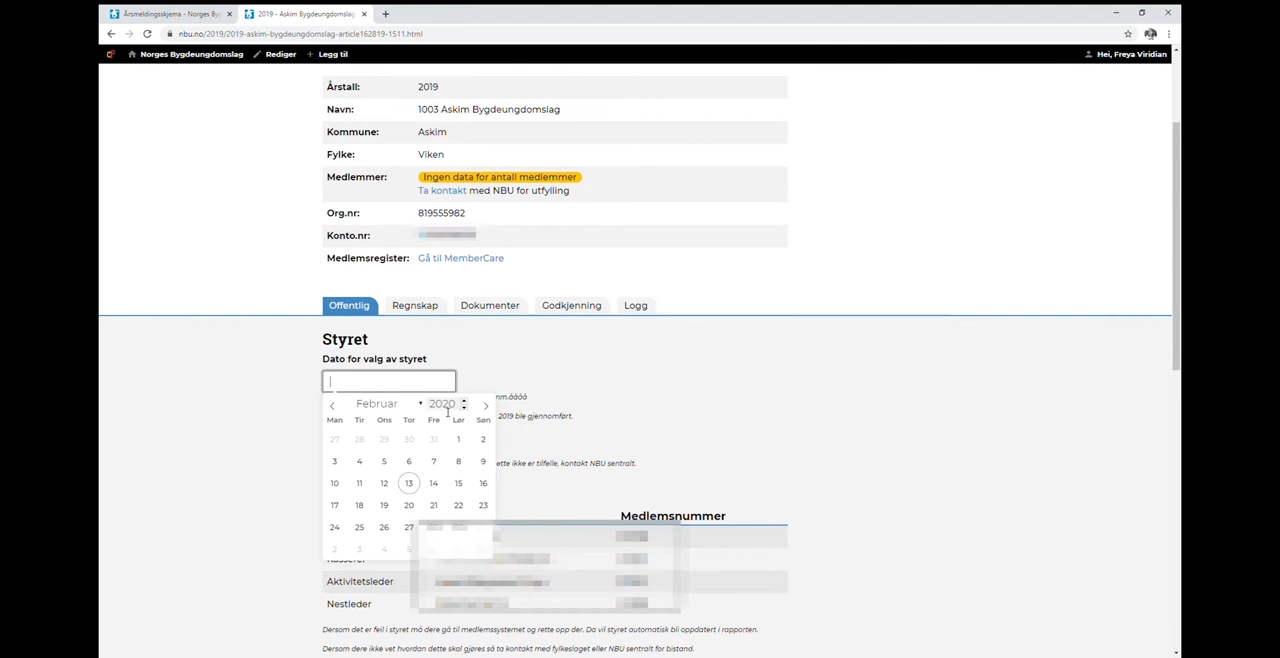 Årsmeldingsskjema - Norges Byg
2019 - Askim Bygdeungdomslag
nbu.no/2019/2019-askim-bygdeungdomslag-article162819-1511.html
Norges Bygdeungdomslag Rediger + Legg til Hei, Freya Viridian
Årstall: 2019
Navn: 1003 Askim Bygdeungdomslag
Kommune: Askim
Fylke: Viken
Medlemmer: Ingen data for antall medlemmer
Ta kontakt med NBU for utfylling
Org.nr: 819555982
Konto.nr:
Medlemsregister: Gå til MemberCare
Offentlig Regnskap Dokumenter Godkjenning Logg
Styret
Dato for valg av styret
mm.åååå
Februar 2020
2019 ble gjennomført.
Man Tir Ons Tor Fre Lør Søn
27 28 29 30 31 1 2
3 4 5 6 7 8 9
ette ikke er tilfelle, kontakt NBU sentralt.
10 11 12 13 14 15 16
17 18 19 20 21 22 23
Medlemsnummer
24 25 26 27
2 3 4 5
Kasserer
Aktivitetsleder
Nestleder
Dersom det er feil i styret må dere gå til medlemssystemet og rette opp der. Da vil styret automatisk bli oppdatert i rapporten.
Dersom dere ikke vet hvordan dette skal gjøres så ta kontakt med fylkeslaget eller NBU sentralt for bistand.